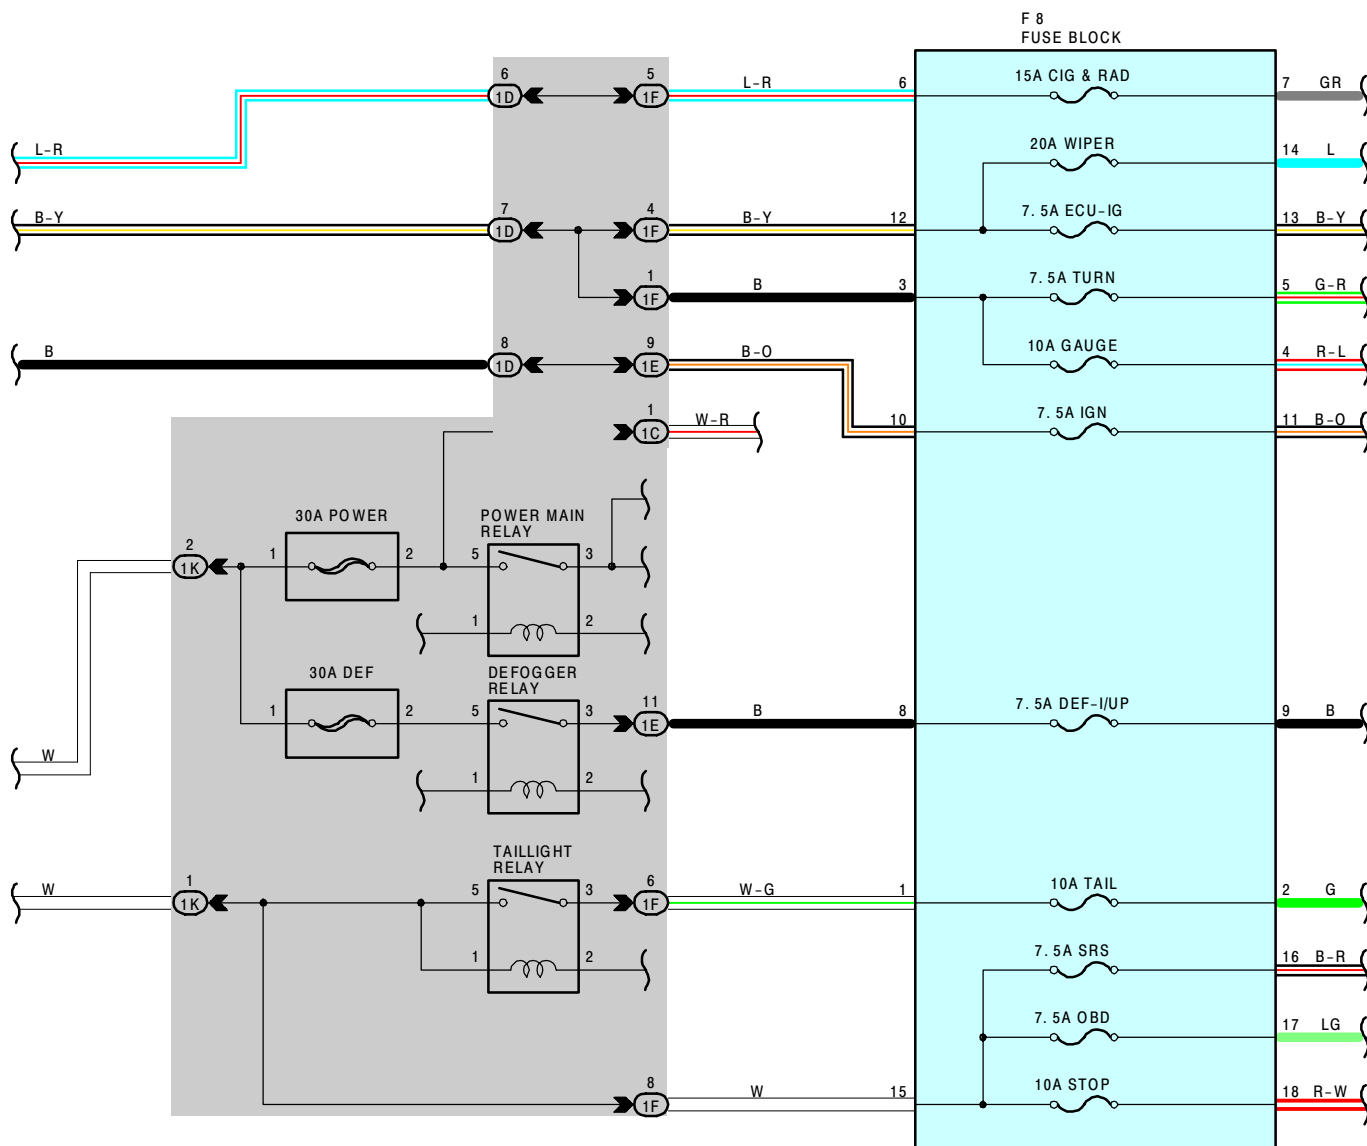 F 8
FUSE BLOCK
6
5
15A CIG & RAD
1D
1F
L-R
6
7 GR
L-R
20A WIPER
14 L
7
4
7. 5A ECU-IG
B-Y
1D
1F
B-Y
12
13 B-Y
1
7. 5A TURN
1F
B
3
5 G-R
8
9
10A GAUGE
B
1D
1E
B-O
4 R-L
1
7. 5A IGN
1C
W-R
10
11 B-O
30A POWER
POWER MAIN
RELAY
2
1K
1
2
5
3
1
2
30A DEF
DEFOGGER
RELAY
11
7. 5A DEF-I/UP
1
2
5
3
1E
B
8
9 B
W
1
2
TAILLIGHT
RELAY
1
6
10A TAIL
W
1K
5
3
1F
W-G
1
2 G
1
2
7. 5A SRS
16 B-R
7. 5A OBD
17 LG
8
10A STOP
1F
W
15
18 R-W